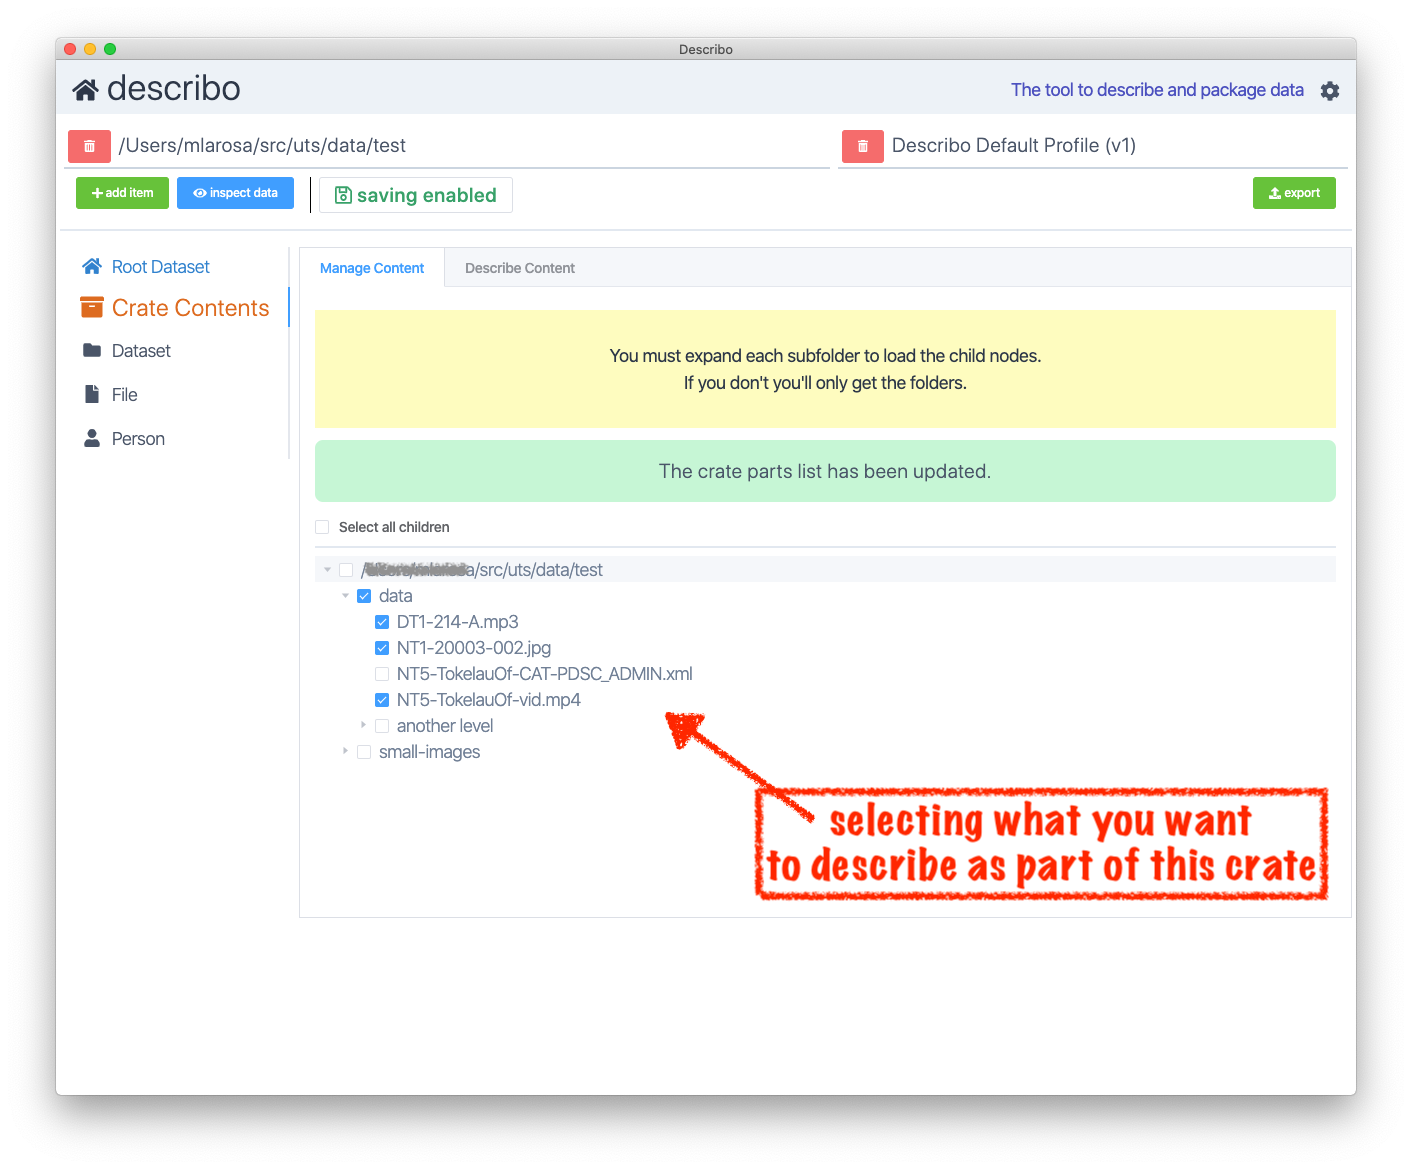 Describo
describo
The tool to describe and package data
/Users/mlarosa/src/uts/data/test
Describo Default Profile (v1)
add item
inspect data
saving enabled
export
Root Dataset
Crate Contents
Dataset
File
Person
Manage Content
Describe Content
You must expand each subfolder to load the child nodes.
If you don't you'll only get the folders.
The crate parts list has been updated.
Select all children
a/src/uts/data/test
data
DT1-214-A.mp3
NT1-20003-002.jpg
NT5-TokelauOf-CAT-PDSC_ADMIN.xml
NT5-TokelauOf-vid.mp4
another level
small-images
selecting what you want
to describe as part of this crate